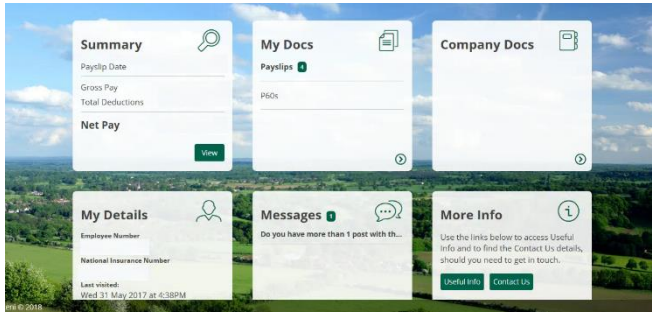 Summary
Payslip Date
Gross Pay
Total Deductions
Net Pay
View
My Docs
Payslips 4
P60s
Company Docs
My Details
Employee Number
National Insurance Number
Last visited:
Wed 31 May 2017 at 4:38PM
Messages 1
Do you have more than 1 post with th...
More Info
Use the links below to access Useful
Info and to find the Contact Us details,
should you need to get in touch.
Useful Info Contact Us
© 2018